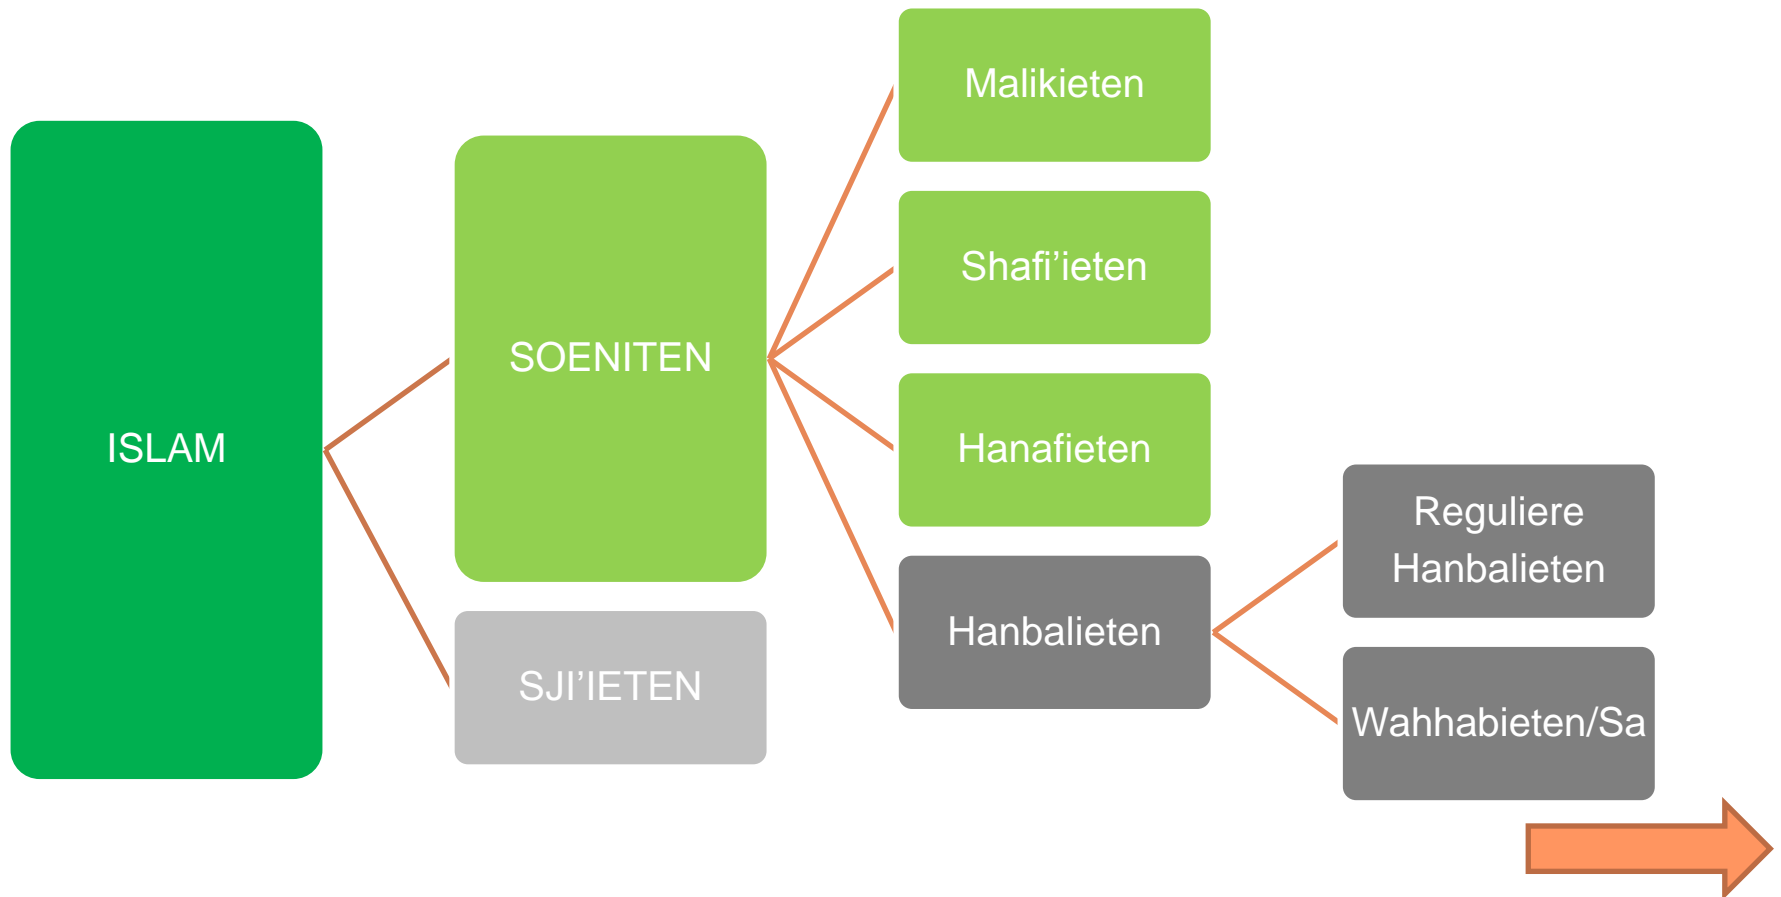 ISLAM
SOENITEN
SJI’IETEN
Malikieten
Shafi’ieten
Hanafieten
Hanbalieten
Reguliere
Hanbalieten
Wahhabieten/Sa